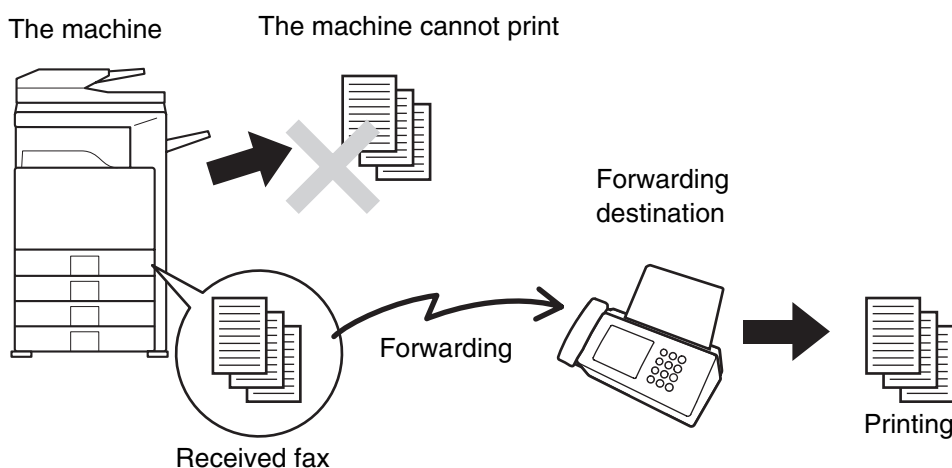 The machine
The machine cannot print
Forwarding
destination
Forwarding
Printing
Received fax